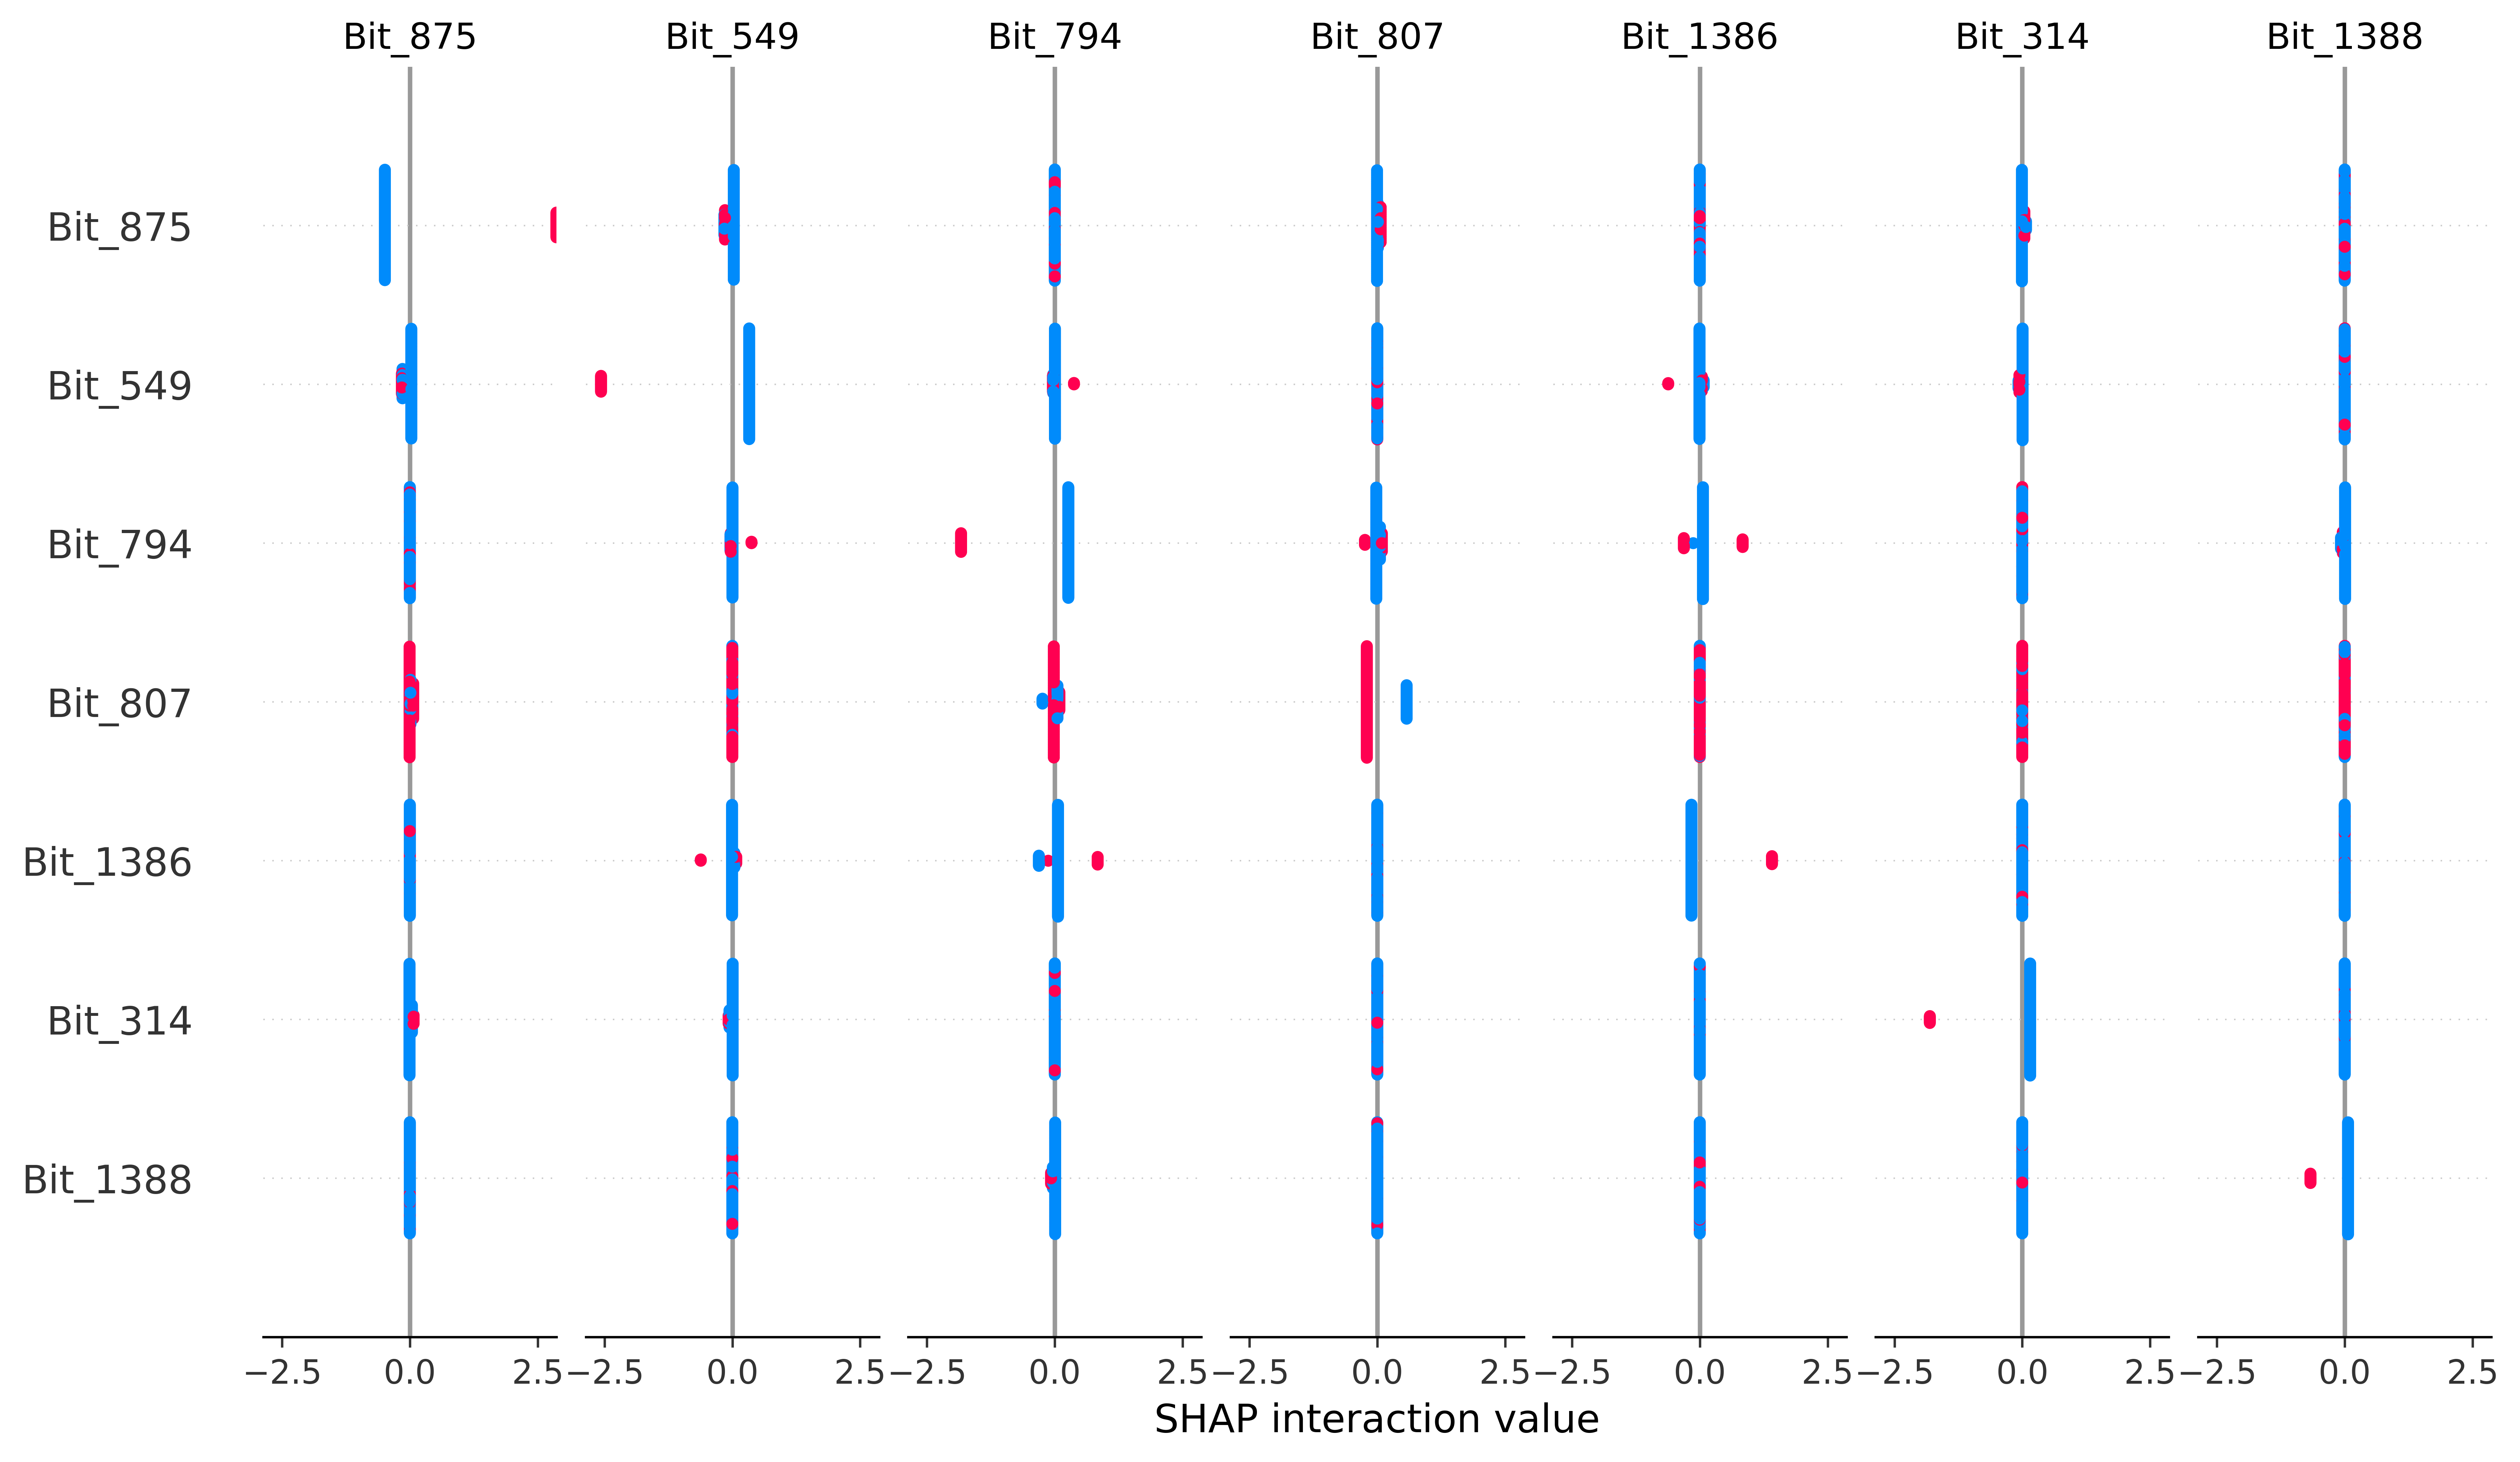 Bit_875 Bit_549 Bit_794 Bit_807 Bit_1386 Bit_314 Bit_1388
Bit_875
Bit_549
Bit_794
Bit_807
Bit_1386
Bit_314
Bit_1388
−2.5 0.0 2.5 −2.5 0.0 2.5 −2.5 0.0 2.5 −2.5 0.0 2.5 −2.5 0.0 2.5 −2.5 0.0 2.5 −2.5 0.0 2.5
SHAP interaction value